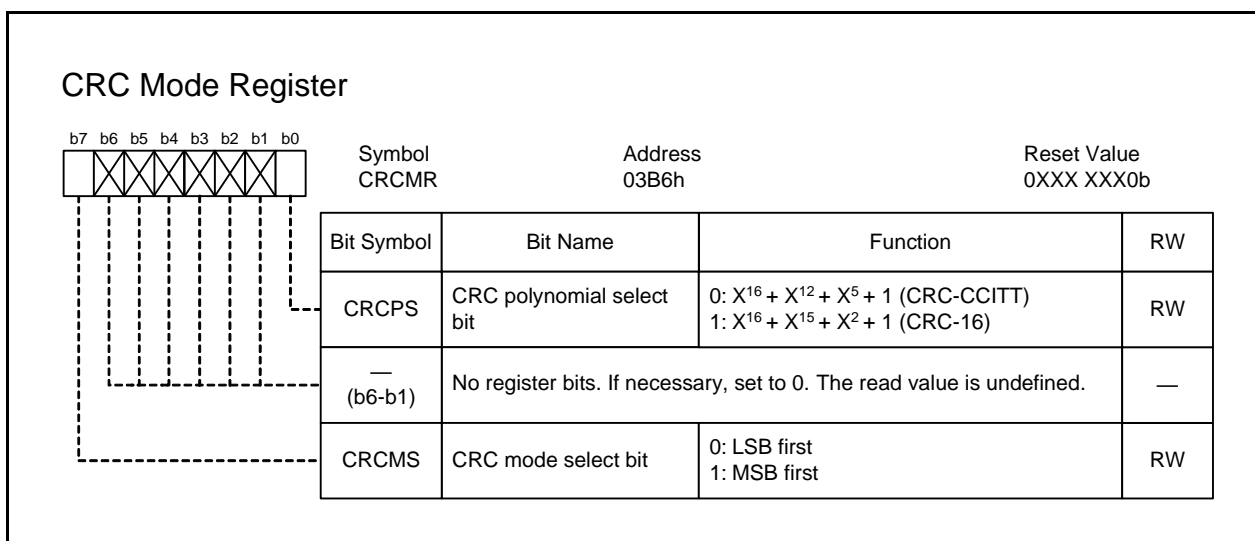 CRC Mode Register
b7 b6 b5 b4 b3 b2 b1 b0
Symbol Address Reset Value
CRCMR 03B6h 0XXX XXX0b
Bit Symbol Bit Name Function RW
CRCPS CRC polynomial select bit 0: X¹⁶ + X¹² + X⁵ + 1 (CRC-CCITT) RW
1: X¹⁶ + X¹⁵ + X² + 1 (CRC-16)
— (b6-b1) No register bits. If necessary, set to 0. The read value is undefined. —
CRCMS CRC mode select bit 0: LSB first RW
1: MSB first